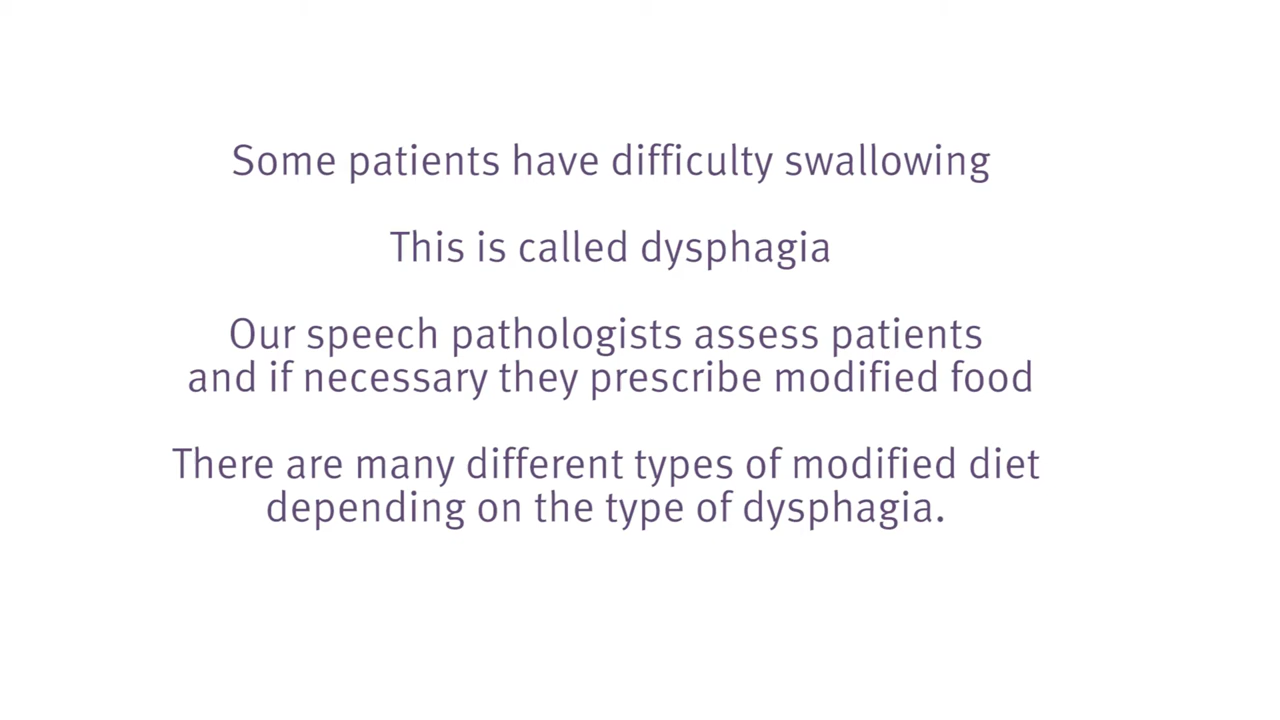 Some patients have difficulty swallowing
This is called dysphagia
Our speech pathologists assess patients
and if necessary they prescribe modified food
There are many different types of modified diet
depending on the type of dysphagia.